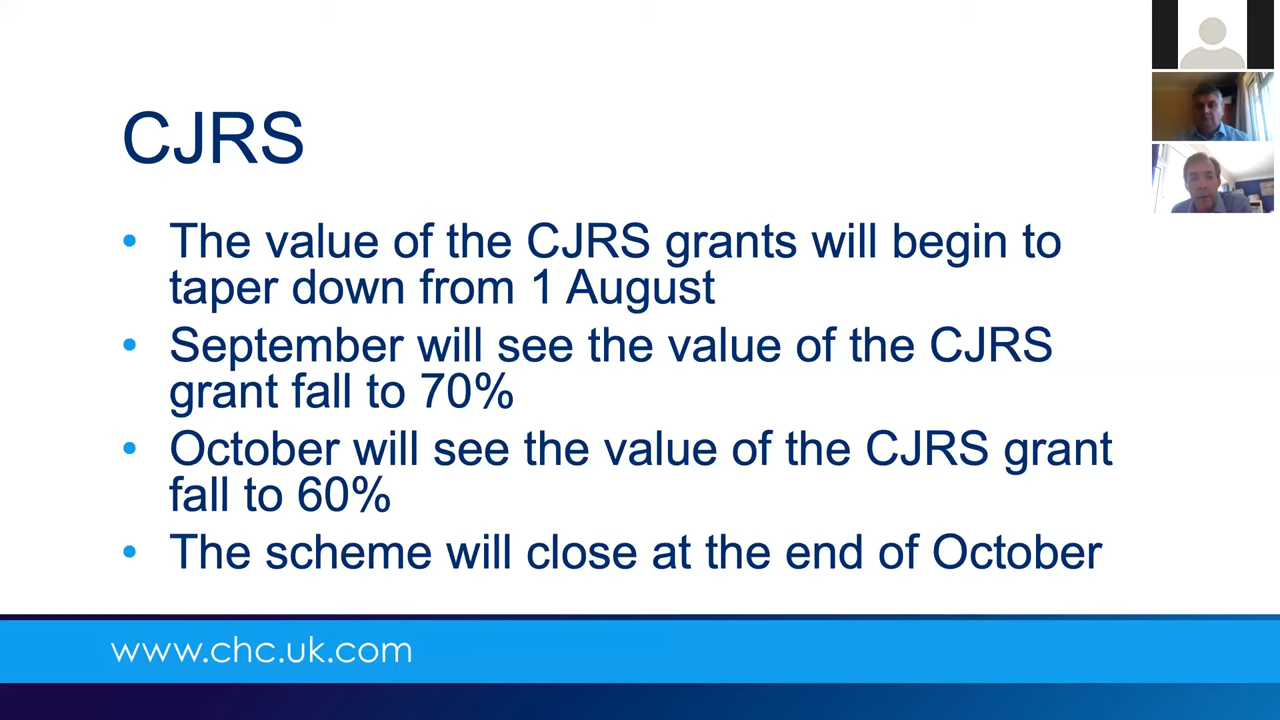 CJRS
• The value of the CJRS grants will begin to
taper down from 1 August
• September will see the value of the CJRS
grant fall to 70%
• October will see the value of the CJRS grant
fall to 60%
• The scheme will close at the end of October
www.chc.uk.com